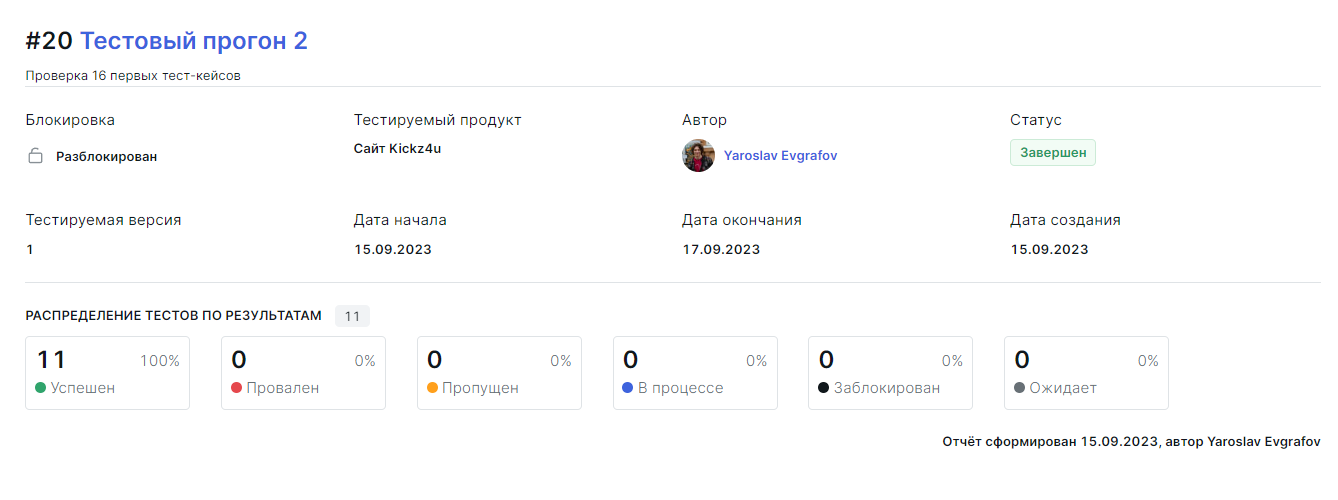 #20 Тестовый прогон 2
Проверка 16 первых тест-кейсов
Блокировка Тестируемый продукт Автор Статус
Разблокирован Сайт Kickz4u Yaroslav Evgrafov Завершен
Тестируемая версия Дата начала Дата окончания Дата создания
1 15.09.2023 17.09.2023 15.09.2023
РАСПРЕДЕЛЕНИЕ ТЕСТОВ ПО РЕЗУЛЬТАТАМ 11
11 100% 0 0% 0 0% 0 0% 0 0% 0 0%
Успешен Провален Пропущен В процессе Заблокирован Ожидает
Отчёт сформирован 15.09.2023, автор Yaroslav Evgrafov